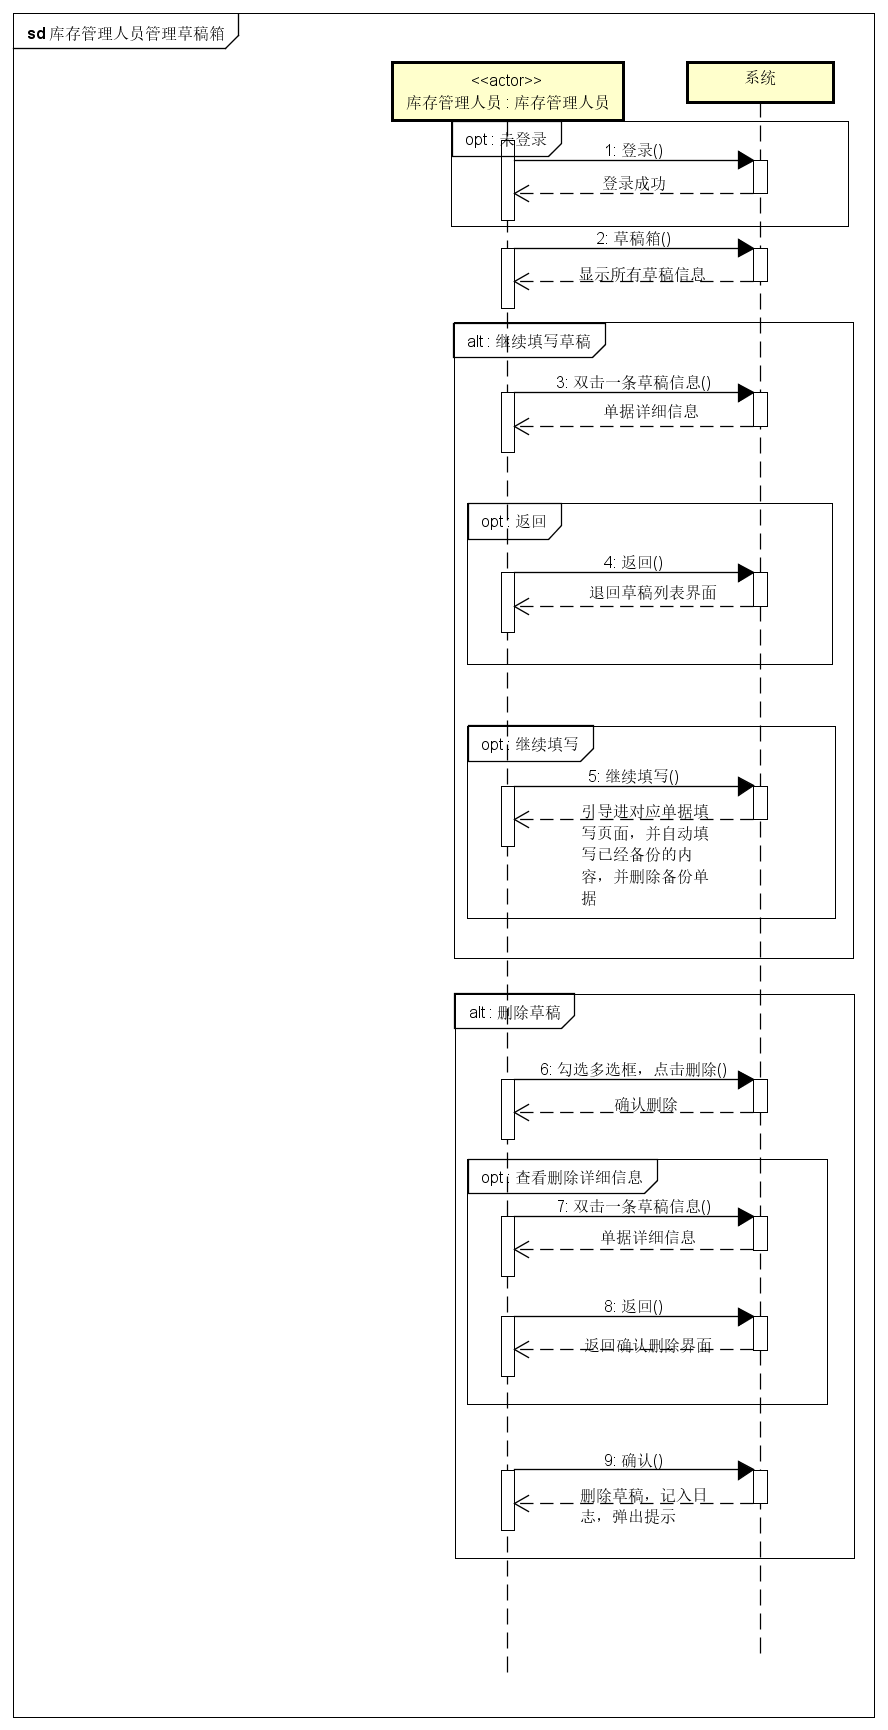 sd 库存管理人员管理草稿箱
<<actor>>
库存管理人员 : 库存管理人员
系统
opt : 未登录
1: 登录()
登录成功
2: 草稿箱()
显示所有草稿信息
alt : 继续填写草稿
3: 双击一条草稿信息()
单据详细信息
opt : 返回
4: 返回()
退回草稿列表界面
opt : 继续填写
5: 继续填写()
引导进对应单据填
写页面，并自动填
写已经备份的内
容，并删除备份单
据
alt : 删除草稿
6: 勾选多选框，点击删除()
确认删除
opt : 查看删除详细信息
7: 双击一条草稿信息()
单据详细信息
8: 返回()
返回确认删除界面
9: 确认()
删除草稿，记入日
志，弹出提示